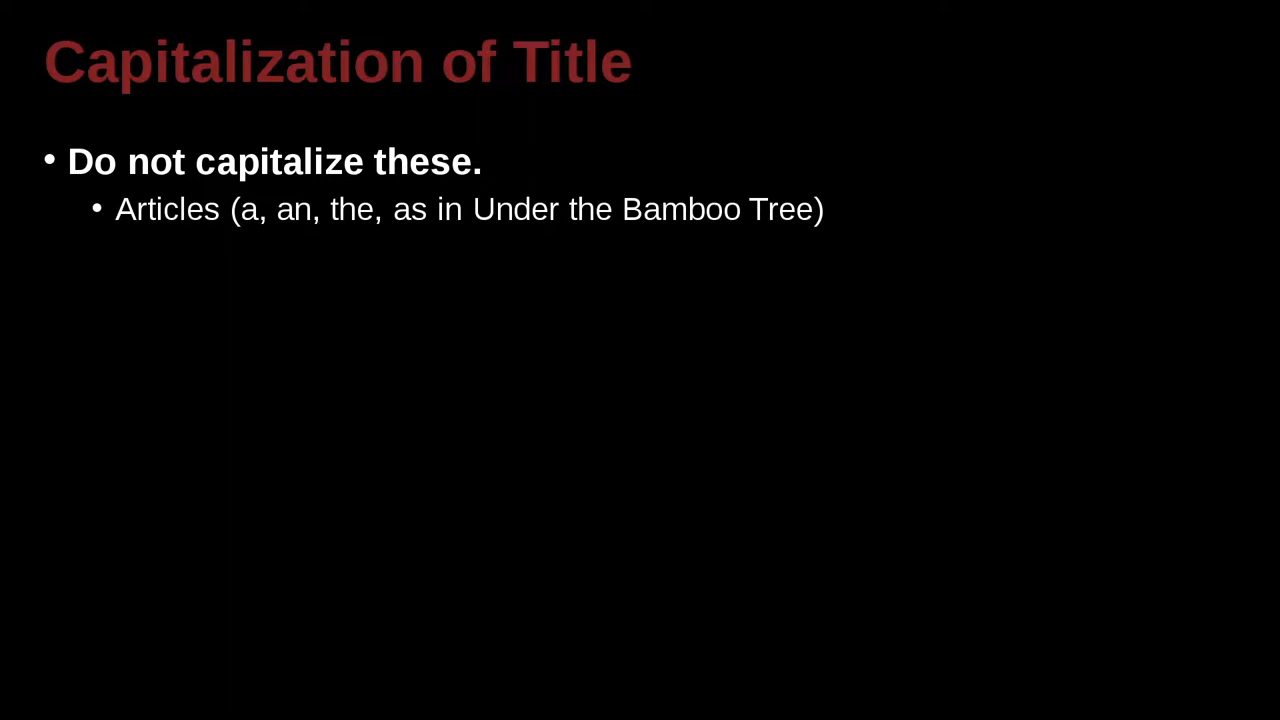 Capitalization of Title
• Do not capitalize these.
• Articles (a, an, the, as in Under the Bamboo Tree)